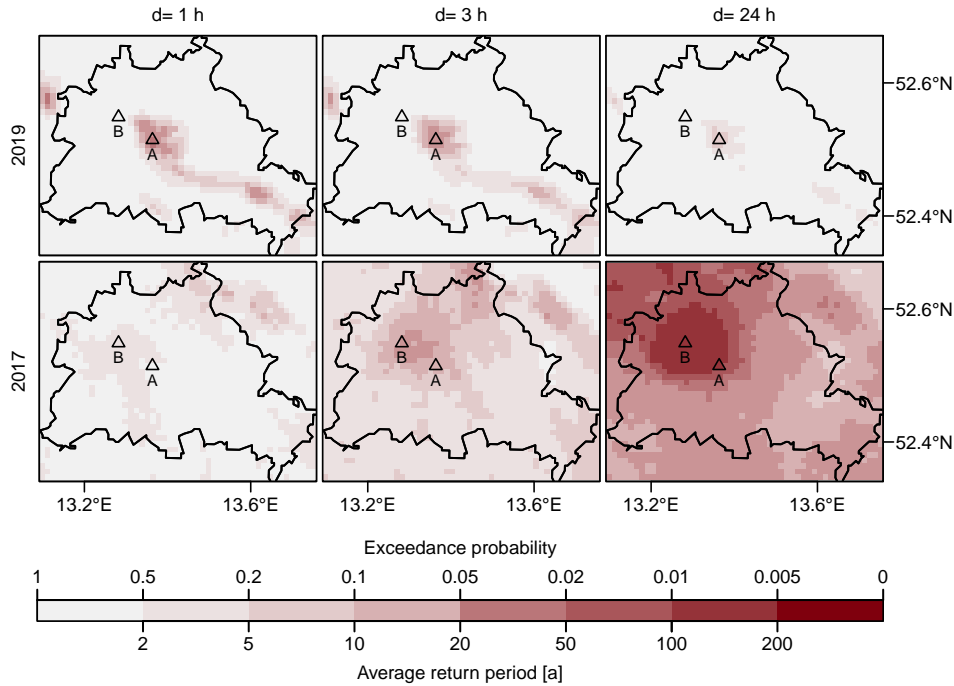 d= 1 h d= 3 h d= 24 h
2019
B A B A B A
52.6°N
52.4°N
2017
B A B A B A
52.6°N
52.4°N
13.2°E 13.6°E 13.2°E 13.6°E 13.2°E 13.6°E
Exceedance probability
1 0.5 0.2 0.1 0.05 0.02 0.01 0.005 0
2 5 10 20 50 100 200
Average return period [a]